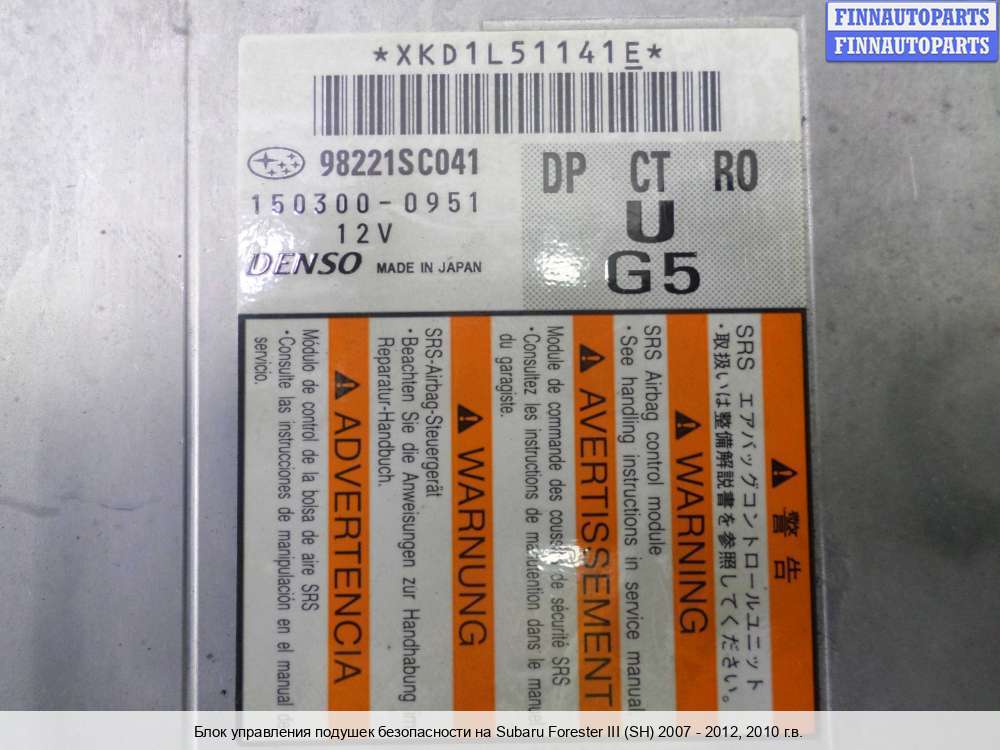 FINNAUTOPARTS
FINNAUTOPARTS
*XKD1L51141E*
98221SC041
150300-0951
12V
DENSO MADE IN JAPAN
DP CT RO
U
G5
警告
SRS エアバッグコントロールユニット
・取扱いは整備解説書を参照してください。
WARNING
SRS Airbag control module
・See handling instructions in service manual
AVERTISSEMENT
Module de commande des coussins de sécurité SRS
・Consultez les instructions de manutention dans le manuel
du garagiste.
WARNUNG
SRS-Airbag-Steuergerät
・Beachten Sie die Anweisungen zur Handhabung im
Reparatur-Handbuch.
ADVERTENCIA
Módulo de control de la bolsa de aire SRS
・Consulte las instrucciones de manipulación en el manual de
servicio.
Блок управления подушек безопасности на Subaru Forester III (SH) 2007 - 2012, 2010 г.в.